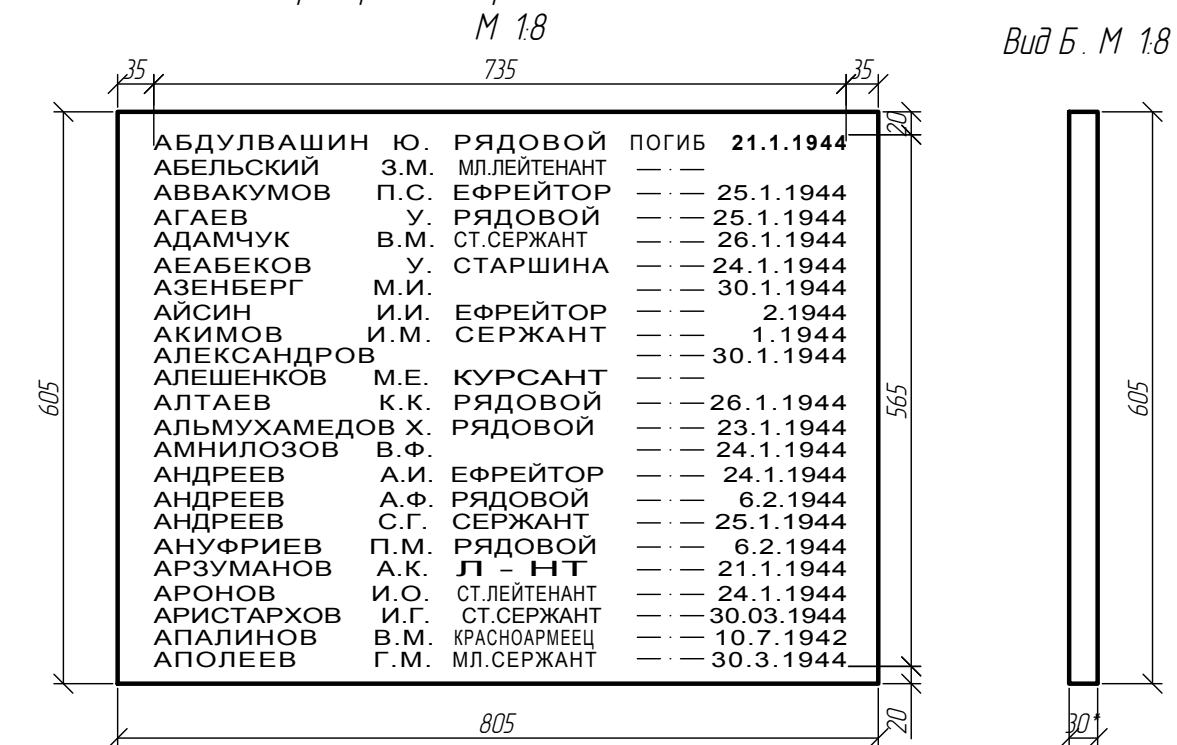 М 1:8
Вид Б. М 1:8
35 735 35
20
АБДУЛВАШИН Ю. РЯДОВОЙ ПОГИБ 21.1.1944
АБЕЛЬСКИЙ З.М. МЛ.ЛЕЙТЕНАНТ — · —
АВВАКУМОВ П.С. ЕФРЕЙТОР — · — 25.1.1944
АГАЕВ У. РЯДОВОЙ — · — 25.1.1944
АДАМЧУК В.М. СТ.СЕРЖАНТ — · — 26.1.1944
АЕАБЕКОВ У. СТАРШИНА — · — 24.1.1944
АЗЕНБЕРГ М.И. — · — 30.1.1944
АЙСИН И.И. ЕФРЕЙТОР — · — 2.1944
АКИМОВ И.М. СЕРЖАНТ — · — 1.1944
АЛЕКСАНДРОВ — · — 30.1.1944
АЛЕШЕНКОВ М.Е. КУРСАНТ — · —
АЛТАЕВ К.К. РЯДОВОЙ — · — 26.1.1944
АЛЬМУХАМЕДОВ Х. РЯДОВОЙ — · — 23.1.1944
АМНИЛОЗОВ В.Ф. — · — 24.1.1944
АНДРЕЕВ А.И. ЕФРЕЙТОР — · — 24.1.1944
АНДРЕЕВ А.Ф. РЯДОВОЙ — · — 6.2.1944
АНДРЕЕВ С.Г. СЕРЖАНТ — · — 25.1.1944
АНУФРИЕВ П.М. РЯДОВОЙ — · — 6.2.1944
АРЗУМАНОВ А.К. Л - НТ — · — 21.1.1944
АРОНОВ И.О. СТ.ЛЕЙТЕНАНТ — · — 24.1.1944
АРИСТАРХОВ И.Г. СТ.СЕРЖАНТ — · — 30.03.1944
АПАЛИНОВ В.М. КРАСНОАРМЕЕЦ — · — 10.7.1942
АПОЛЕЕВ Г.М. МЛ.СЕРЖАНТ — · — 30.3.1944
605
565
605
20
805
30*